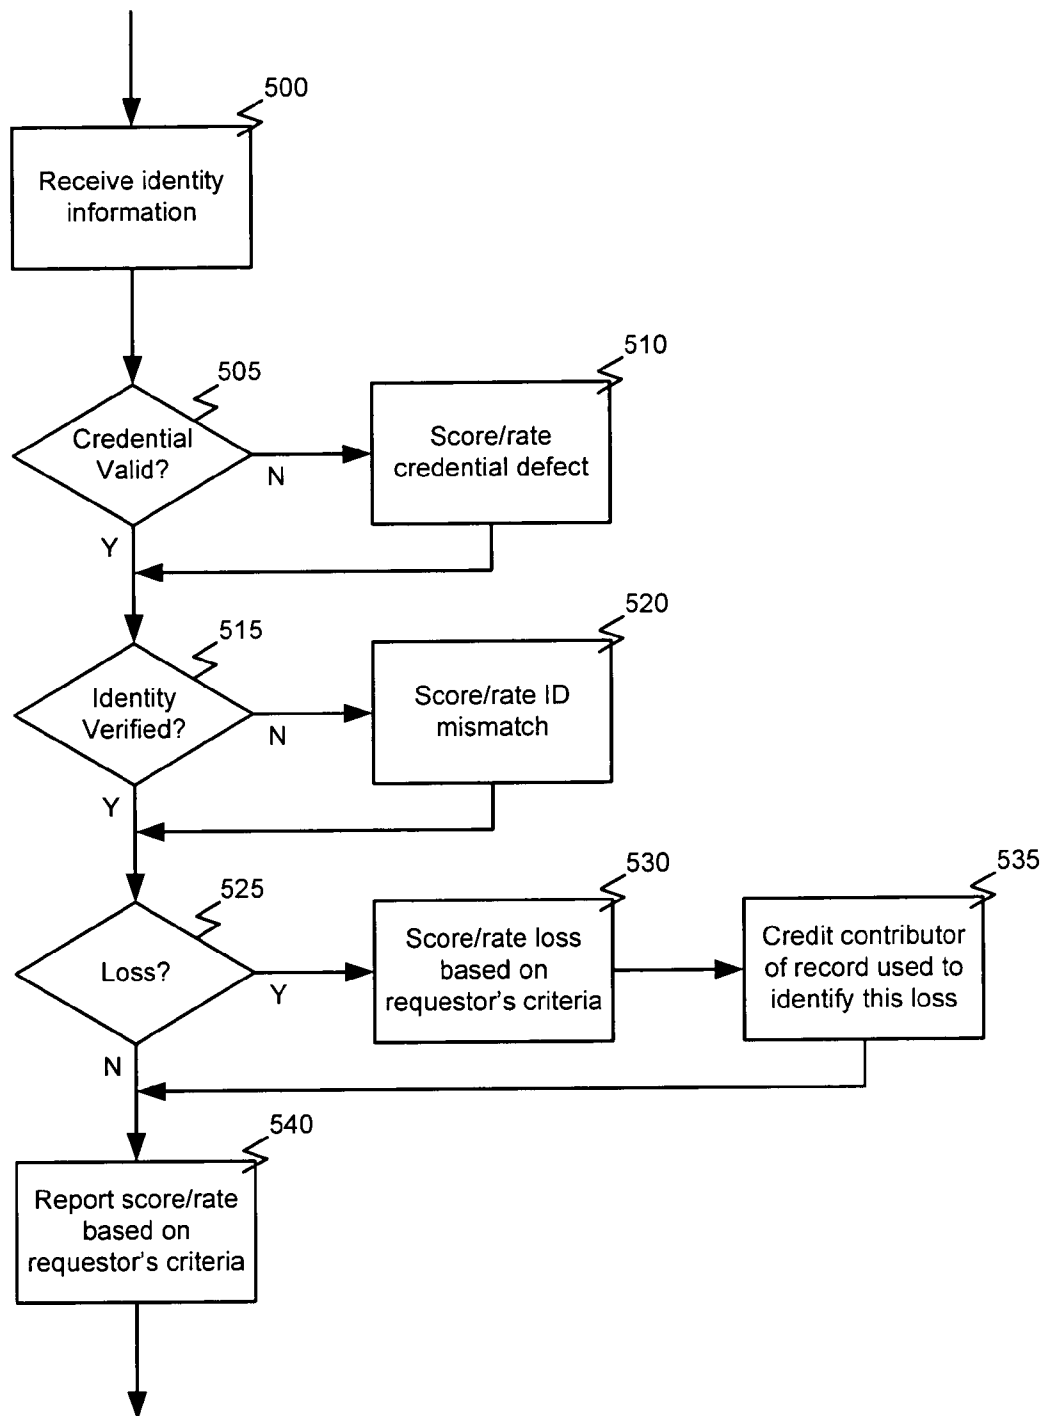 500
Receive identity
information
505
Credential
Valid?
N
Y
510
Score/rate
credential defect
515
Identity
Verified?
N
Y
520
Score/rate ID
mismatch
525
Loss?
Y
N
530
Score/rate loss
based on
requestor's criteria
535
Credit contributor
of record used to
identify this loss
540
Report score/rate
based on
requestor's criteria